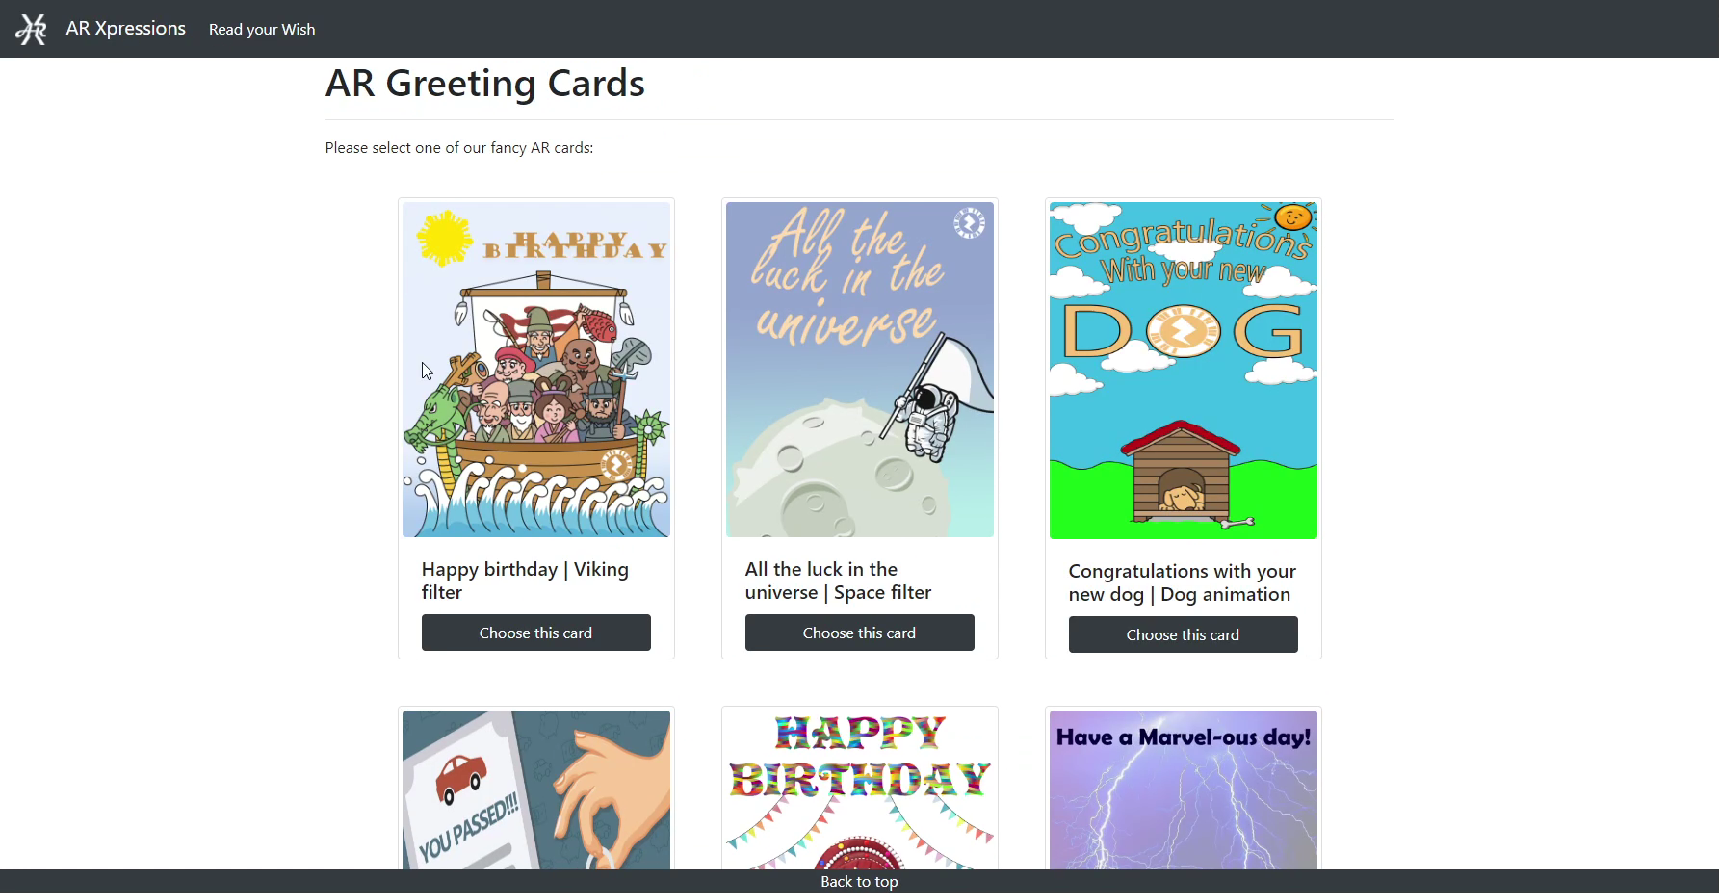 AR Xpressions
Read your Wish
AR Greeting Cards
Please select one of our fancy AR cards:
HAPPY
BIRTHDAY
All the
luck in the
universe
Congratulations
With your new
DOG
Happy birthday | Viking
filter
Choose this card
All the luck in the
universe | Space filter
Choose this card
Congratulations with your
new dog | Dog animation
Choose this card
YOU PASSED!!!
HAPPY
BIRTHDAY
Have a Marvel-ous day!
Back to top